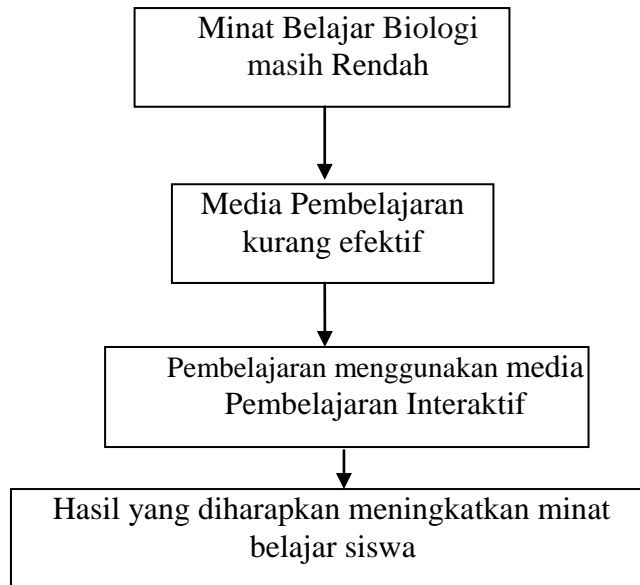 Minat Belajar Biologi
masih Rendah
Media Pembelajaran
kurang efektif
Pembelajaran menggunakan media
Pembelajaran Interaktif
Hasil yang diharapkan meningkatkan minat
belajar siswa